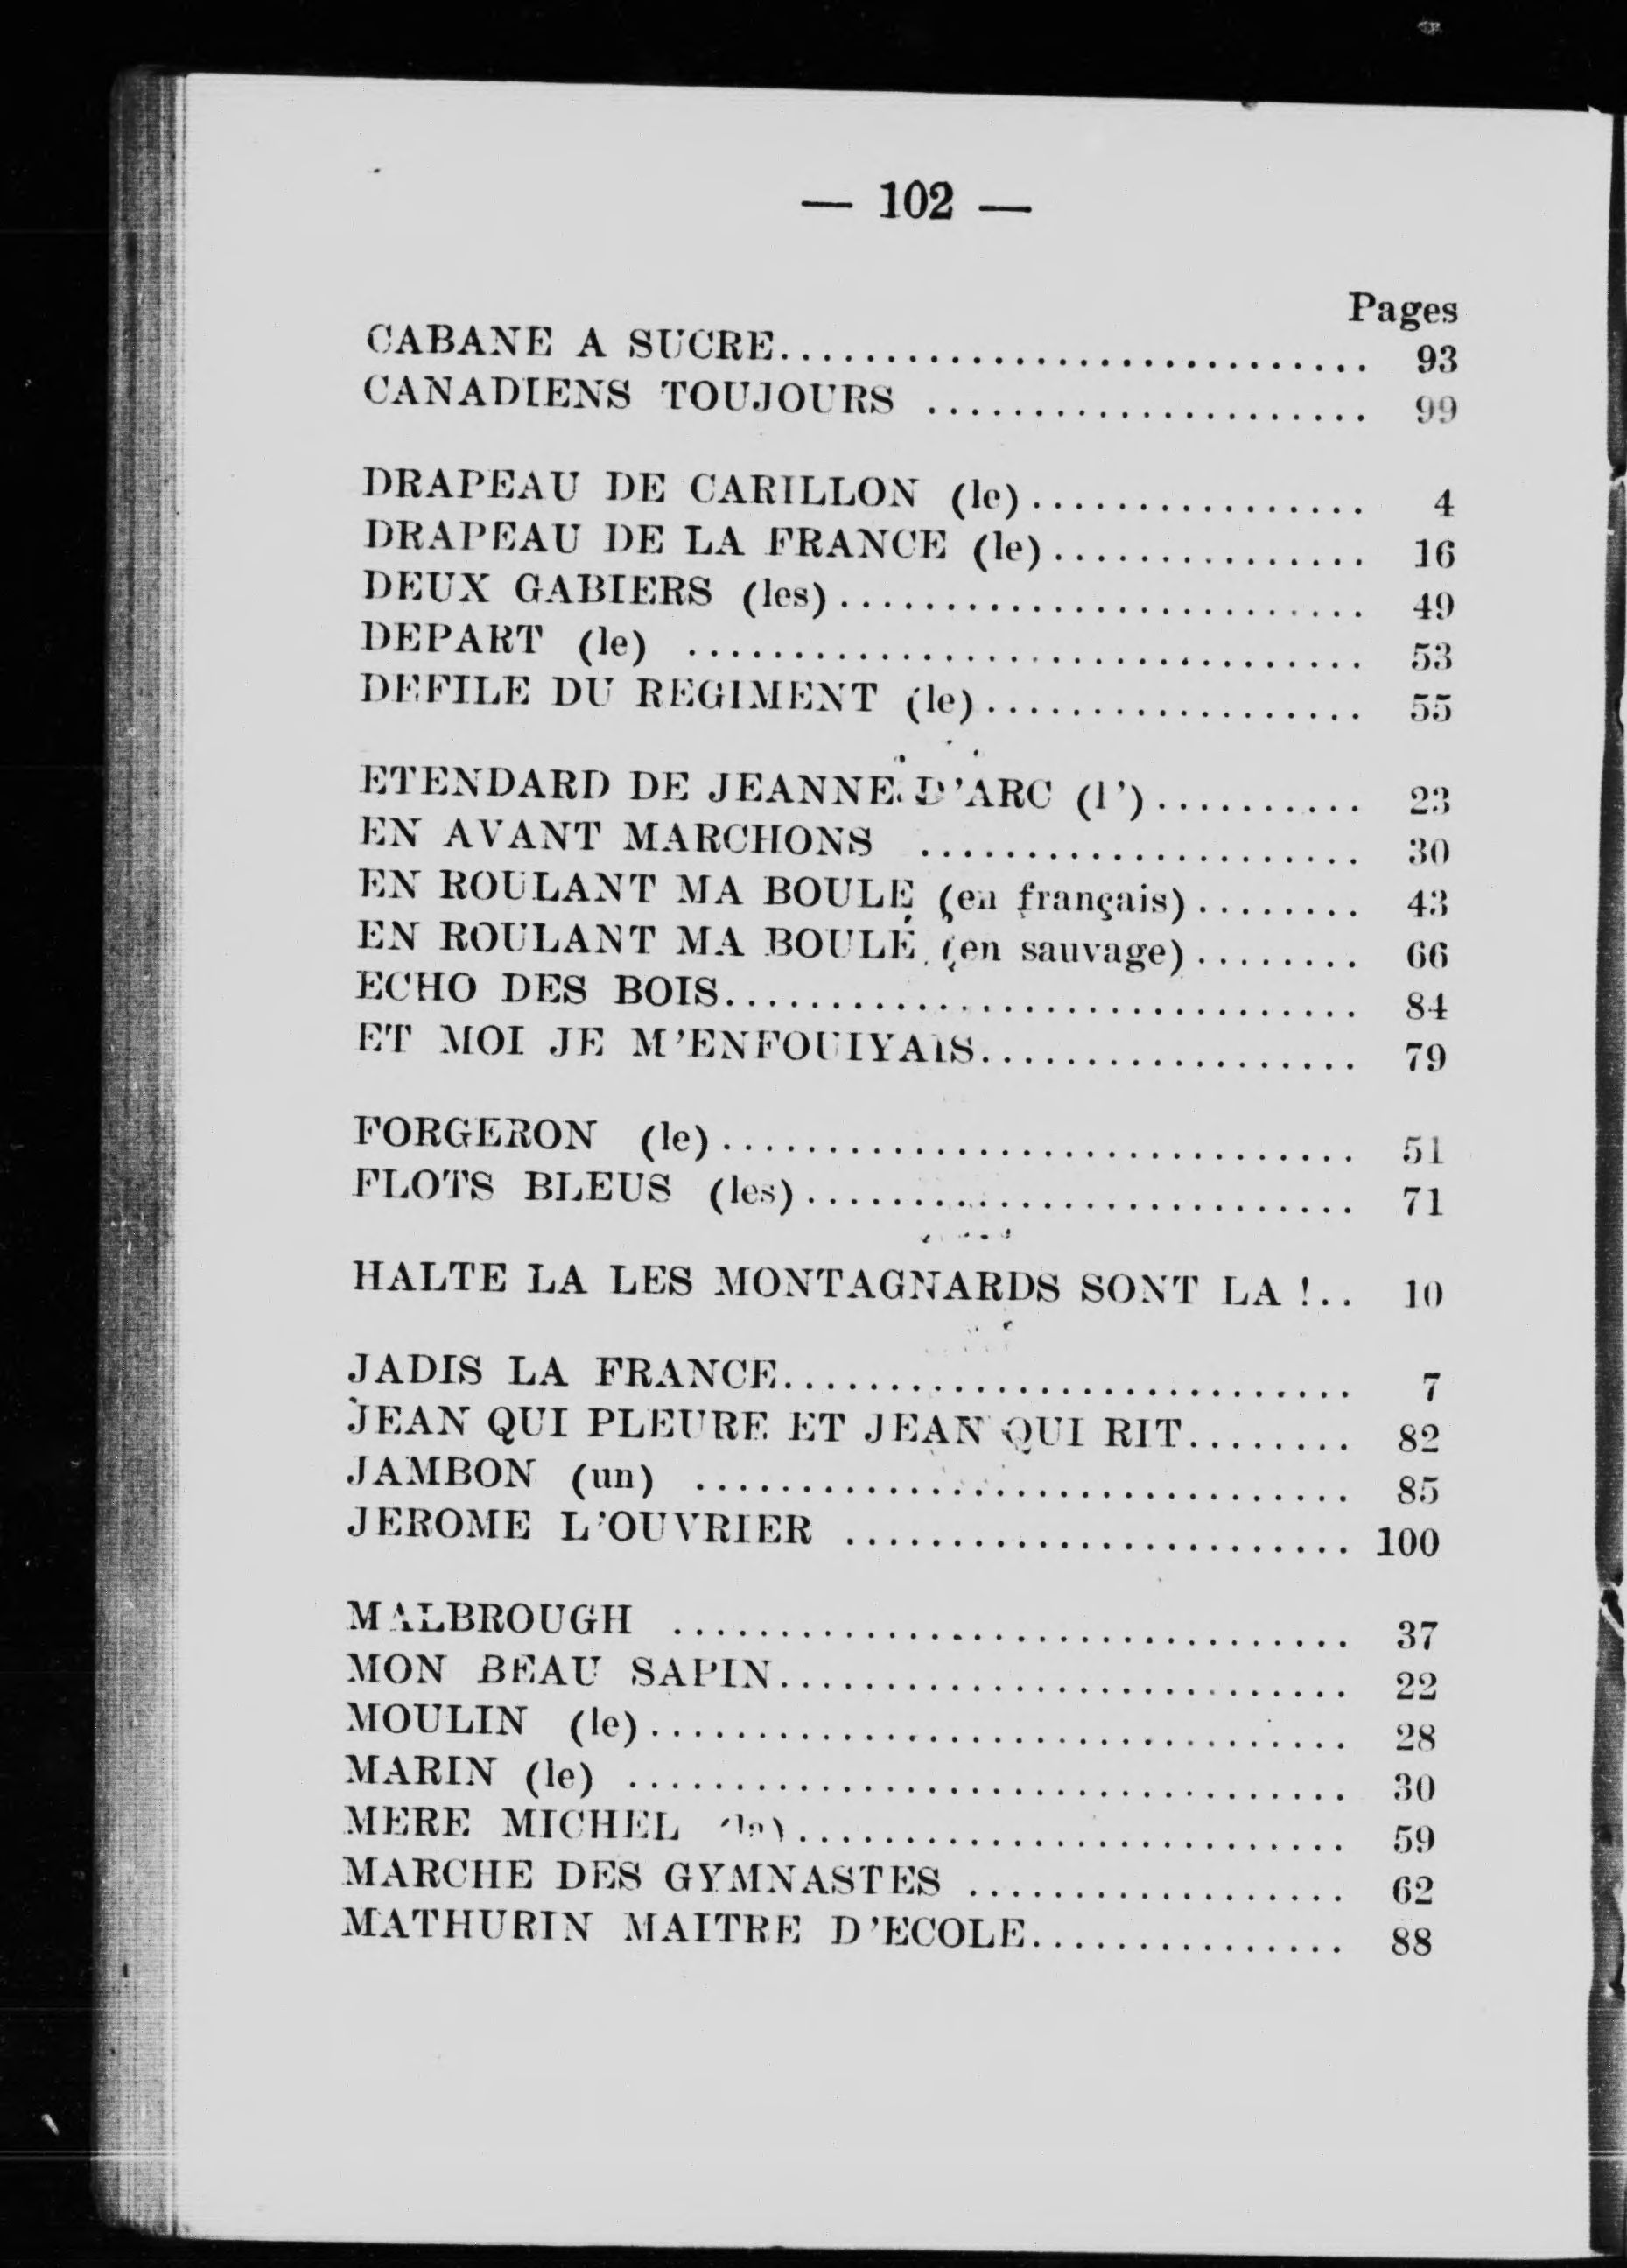 — 102 —
Pages
CABANE A SUCRE.............................. 93
CANADIENS TOUJOURS ..................... 99
DRAPEAU DE CARILLON (le)................ 4
DRAPEAU DE LA FRANCE (le)............... 16
DEUX GABIERS (les)......................... 49
DEPART (le) ................................ 53
DEFILE DU REGIMENT (le).................. 55
ETENDARD DE JEANNE D'ARC (l').......... 23
EN AVANT MARCHONS ..................... 30
EN ROULANT MA BOULE (en français)........ 43
EN ROULANT MA BOULE (en sauvage)........ 66
ECHO DES BOIS.............................. 84
ET MOI JE M'ENFOUIYAIS.................. 79
FORGERON (le).............................. 51
FLOTS BLEUS (les).......................... 71
HALTE LA LES MONTAGNARDS SONT LA !.. 10
JADIS LA FRANCE........................... 7
JEAN QUI PLEURE ET JEAN QUI RIT........ 82
JAMBON (un) ............................... 85
JEROME L'OUVRIER ........................ 100
MALBROUGH ................................ 37
MON BEAU SAPIN........................... 22
MOULIN (le)................................. 28
MARIN (le) .................................. 30
MERE MICHEL .......................... 59
MARCHE DES GYMNASTES .................. 62
MATHURIN MAITRE D'ECOLE............... 88